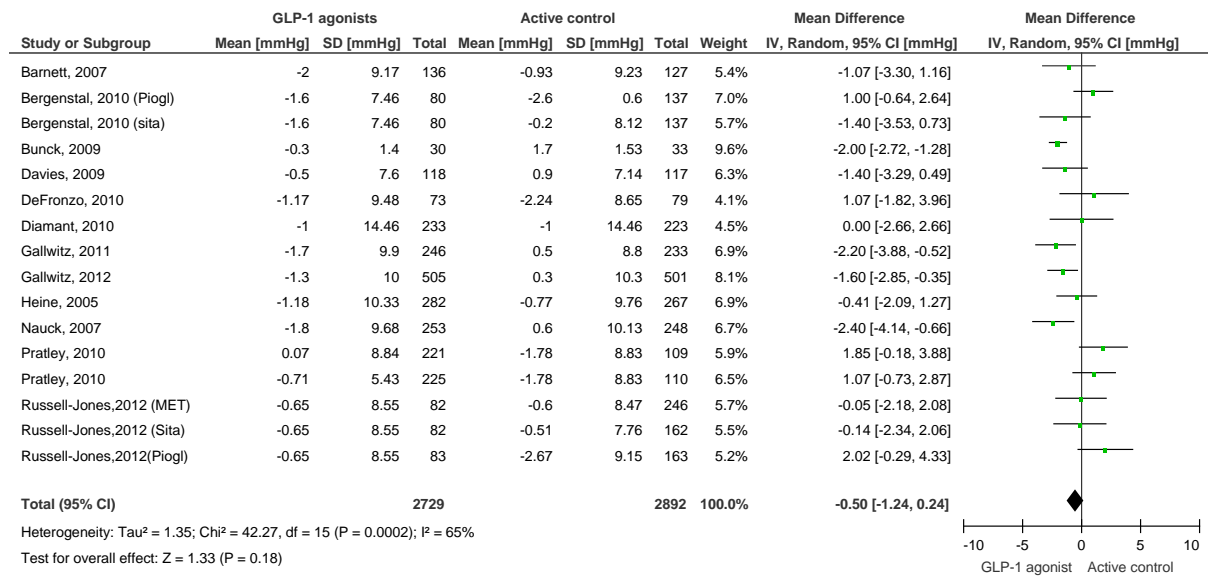 GLP-1 agonists Active control Mean Difference Mean Difference
Study or Subgroup Mean [mmHg] SD [mmHg] Total Mean [mmHg] SD [mmHg] Total Weight IV, Random, 95% CI [mmHg] IV, Random, 95% CI [mmHg]
Barnett, 2007 -2 9.17 136 -0.93 9.23 127 5.4% -1.07 [-3.30, 1.16]
Bergenstal, 2010 (Piogl) -1.6 7.46 80 -2.6 0.6 137 7.0% 1.00 [-0.64, 2.64]
Bergenstal, 2010 (sita) -1.6 7.46 80 -0.2 8.12 137 5.7% -1.40 [-3.53, 0.73]
Bunck, 2009 -0.3 1.4 30 1.7 1.53 33 9.6% -2.00 [-2.72, -1.28]
Davies, 2009 -0.5 7.6 118 0.9 7.14 117 6.3% -1.40 [-3.29, 0.49]
DeFronzo, 2010 -1.17 9.48 73 -2.24 8.65 79 4.1% 1.07 [-1.82, 3.96]
Diamant, 2010 -1 14.46 233 -1 14.46 223 4.5% 0.00 [-2.66, 2.66]
Gallwitz, 2011 -1.7 9.9 246 0.5 8.8 233 6.9% -2.20 [-3.88, -0.52]
Gallwitz, 2012 -1.3 10 505 0.3 10.3 501 8.1% -1.60 [-2.85, -0.35]
Heine, 2005 -1.18 10.33 282 -0.77 9.76 267 6.9% -0.41 [-2.09, 1.27]
Nauck, 2007 -1.8 9.68 253 0.6 10.13 248 6.7% -2.40 [-4.14, -0.66]
Pratley, 2010 0.07 8.84 221 -1.78 8.83 109 5.9% 1.85 [-0.18, 3.88]
Pratley, 2010 -0.71 5.43 225 -1.78 8.83 110 6.5% 1.07 [-0.73, 2.87]
Russell-Jones,2012 (MET) -0.65 8.55 82 -0.6 8.47 246 5.7% -0.05 [-2.18, 2.08]
Russell-Jones,2012 (Sita) -0.65 8.55 82 -0.51 7.76 162 5.5% -0.14 [-2.34, 2.06]
Russell-Jones,2012(Piogl) -0.65 8.55 83 -2.67 9.15 163 5.2% 2.02 [-0.29, 4.33]
Total (95% CI) 2729 2892 100.0% -0.50 [-1.24, 0.24]
Heterogeneity: Tau² = 1.35; Chi² = 42.27, df = 15 (P = 0.0002); I² = 65%
Test for overall effect: Z = 1.33 (P = 0.18)
-10 -5 0 5 10
GLP-1 agonist Active control